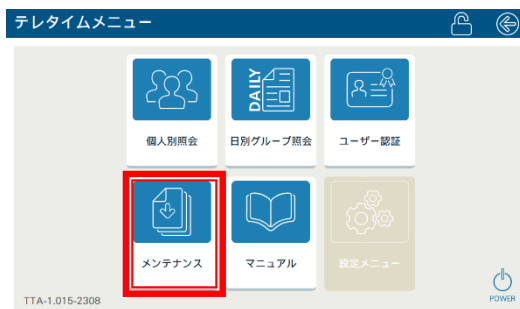 テレタイムメニュー
DAILY
個人別照会
日別グループ照会
ユーザー認証
メンテナンス
マニュアル
設定メニュー
TTA-1.015-2308
POWER